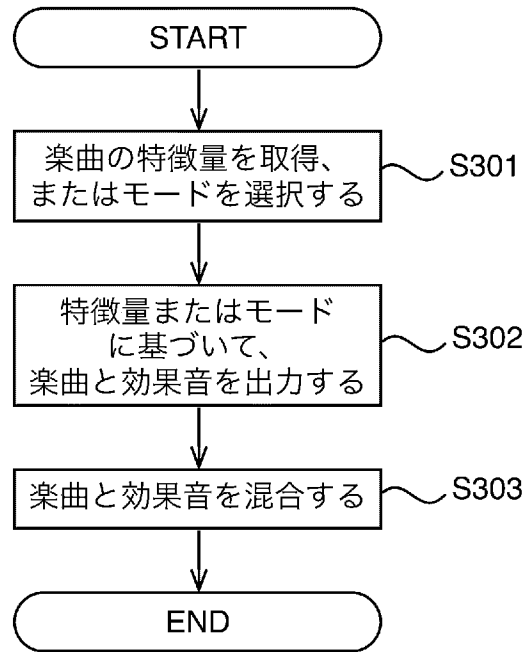 START
楽曲の特徴量を取得、
またはモードを選択する
S301
特徴量またはモード
に基づいて、
楽曲と効果音を出力する
S302
楽曲と効果音を混合する
S303
END